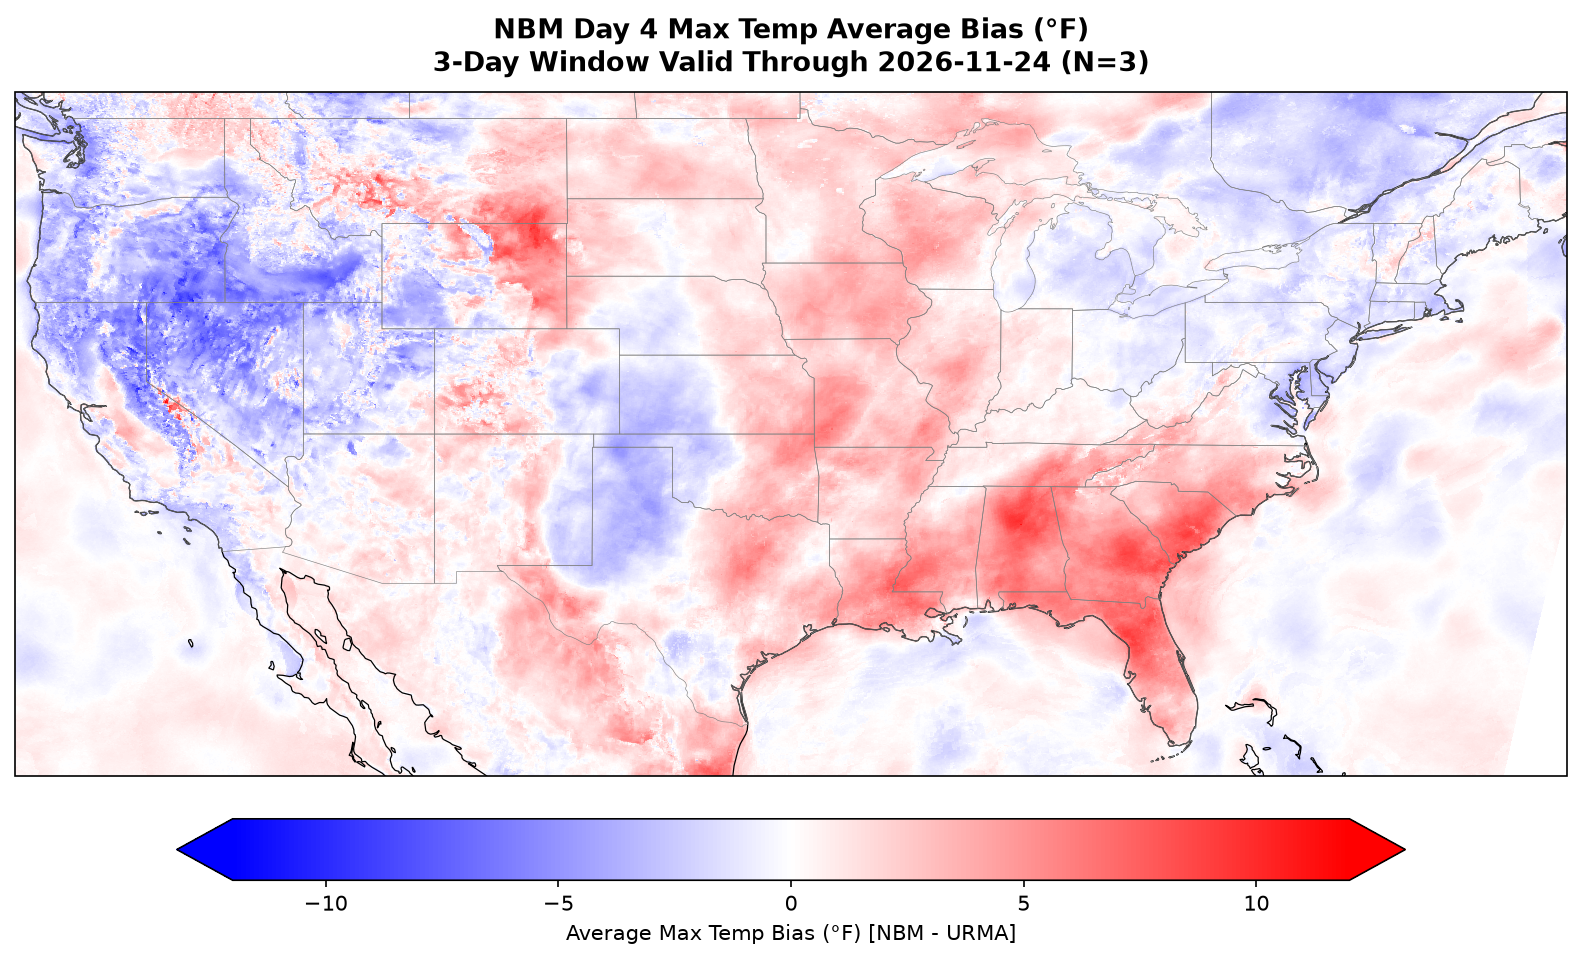 NBM Day 4 Max Temp Average Bias (°F)
3-Day Window Valid Through 2026-11-24 (N=3)
−10 −5 0 5 10
Average Max Temp Bias (°F) [NBM - URMA]